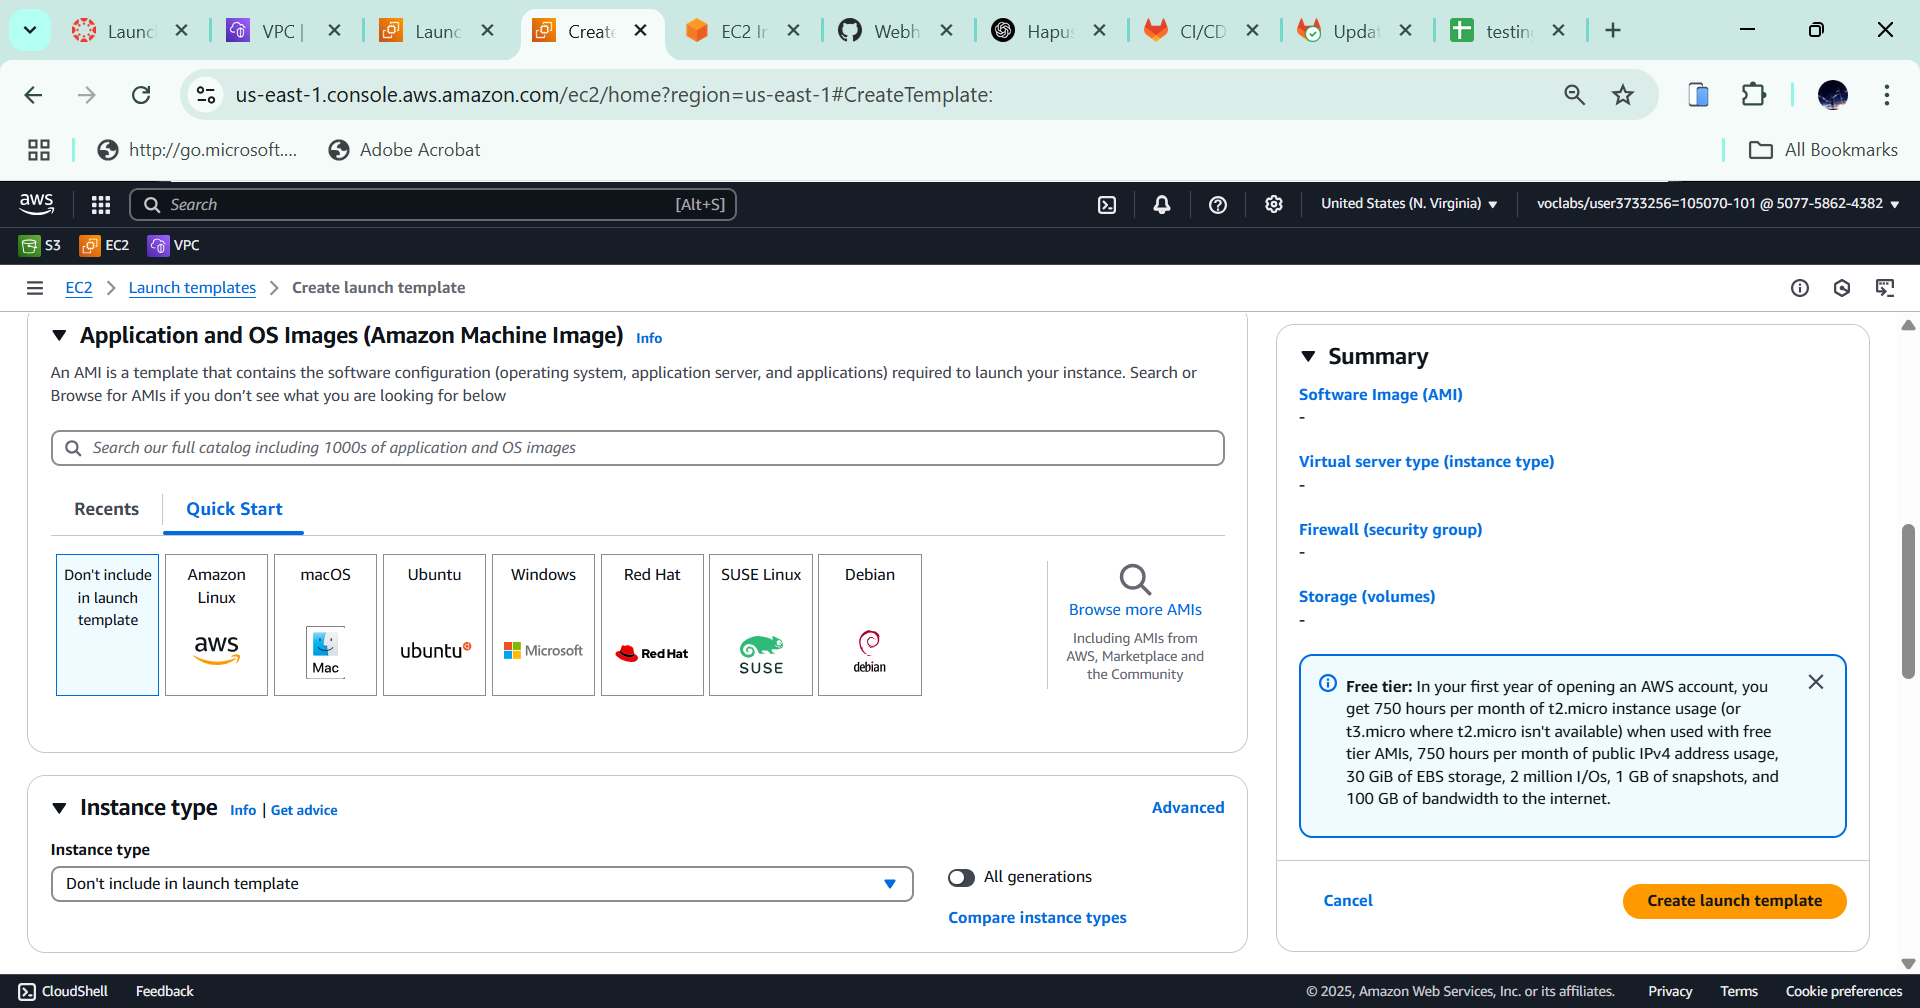 Launc
VPC |
Launc
Create
EC2 In
Webh
Hapus
CI/CD
Updat
testing
us-east-1.console.aws.amazon.com/ec2/home?region=us-east-1#CreateTemplate:
http://go.microsoft....
Adobe Acrobat
All Bookmarks
aws
Search
[Alt+S]
United States (N. Virginia)
voclabs/user3733256=105070-101 @ 5077-5862-4382
S3
EC2
VPC
EC2
Launch templates
Create launch template
Application and OS Images (Amazon Machine Image) Info
An AMI is a template that contains the software configuration (operating system, application server, and applications) required to launch your instance. Search or
Browse for AMIs if you don’t see what you are looking for below
Search our full catalog including 1000s of application and OS images
Recents
Quick Start
Don't include
in launch
template
Amazon
Linux
aws
macOS
Mac
Ubuntu
ubuntu
Windows
Microsoft
Red Hat
Red Hat
SUSE Linux
SUSE
Debian
debian
Browse more AMIs
Including AMIs from
AWS, Marketplace and
the Community
Instance type Info | Get advice
Advanced
Instance type
Don't include in launch template
All generations
Compare instance types
Summary
Software Image (AMI)
-
Virtual server type (instance type)
-
Firewall (security group)
-
Storage (volumes)
-
Free tier: In your first year of opening an AWS account, you
get 750 hours per month of t2.micro instance usage (or
t3.micro where t2.micro isn't available) when used with free
tier AMIs, 750 hours per month of public IPv4 address usage,
30 GiB of EBS storage, 2 million I/Os, 1 GB of snapshots, and
100 GB of bandwidth to the internet.
Cancel
Create launch template
CloudShell
Feedback
© 2025, Amazon Web Services, Inc. or its affiliates.
Privacy
Terms
Cookie preferences